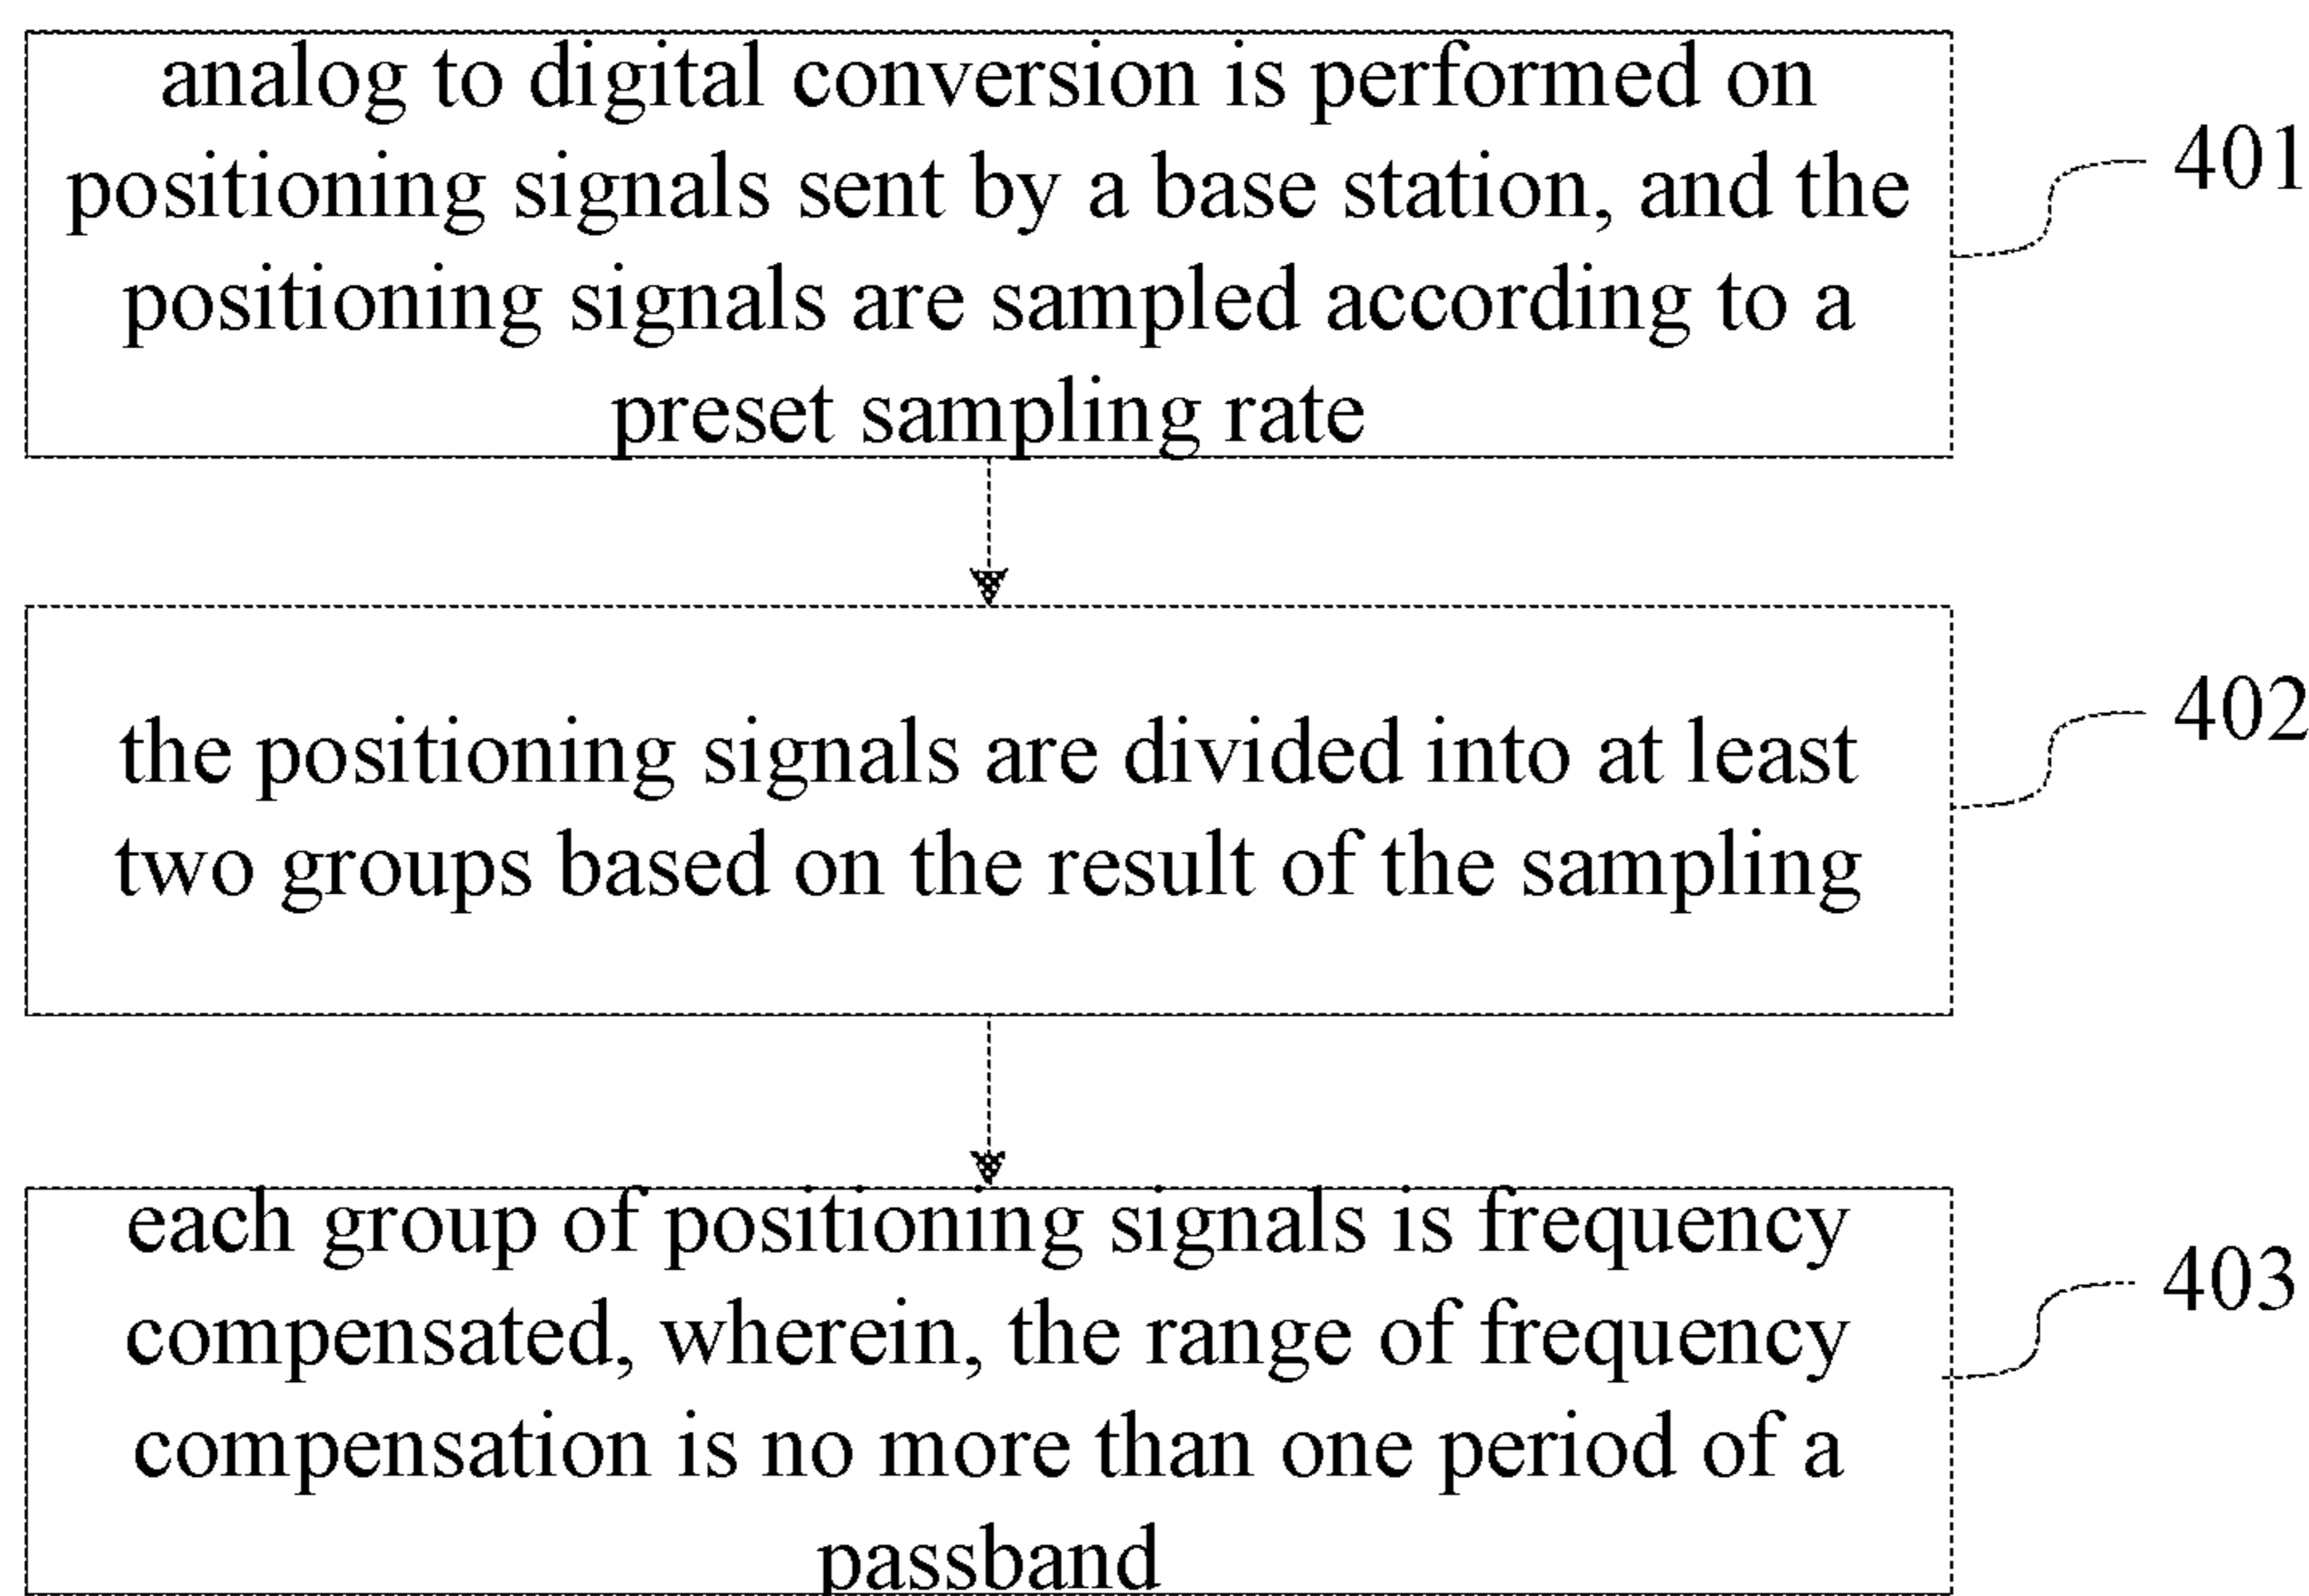 analog to digital conversion is performed on
positioning signals sent by a base station, and the
positioning signals are sampled according to a
preset sampling rate
401
the positioning signals are divided into at least
two groups based on the result of the sampling
402
each group of positioning signals is frequency
compensated, wherein, the range of frequency
compensation is no more than one period of a
passband
403